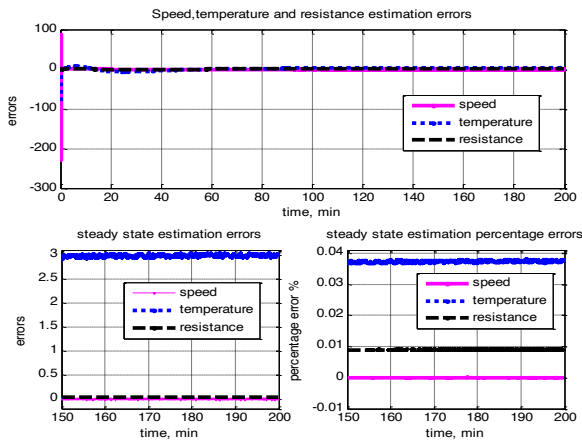 Speed,temperature and resistance estimation errors
100
0
-100
-200
-300
errors
speed
temperature
resistance
0 20 40 60 80 100 120 140 160 180 200
time, min
steady state estimation errors
3
2.5
2
1.5
1
0.5
0
errors
speed
temperature
resistance
150 160 170 180 190 200
time, min
steady state estimation percentage errors
0.04
0.03
0.02
0.01
0
-0.01
percentage error %
speed
temperature
resistance
150 160 170 180 190 200
time, min